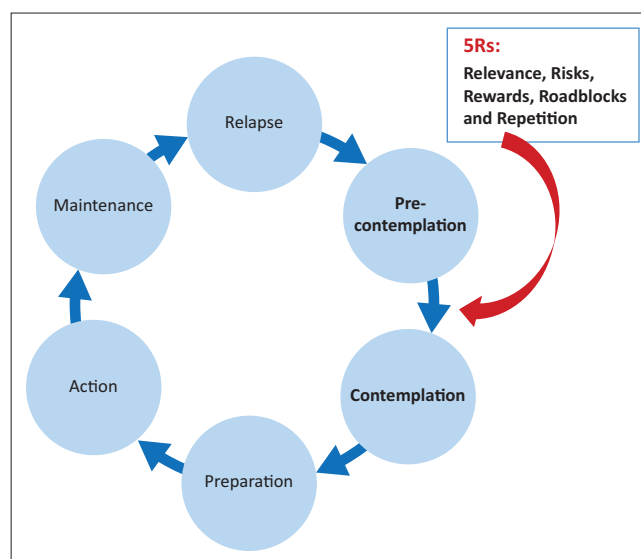 5Rs:
Relevance, Risks,
Rewards, Roadblocks
and Repetition
Relapse
Pre-
contemplation
Maintenance
Contemplation
Action
Preparation